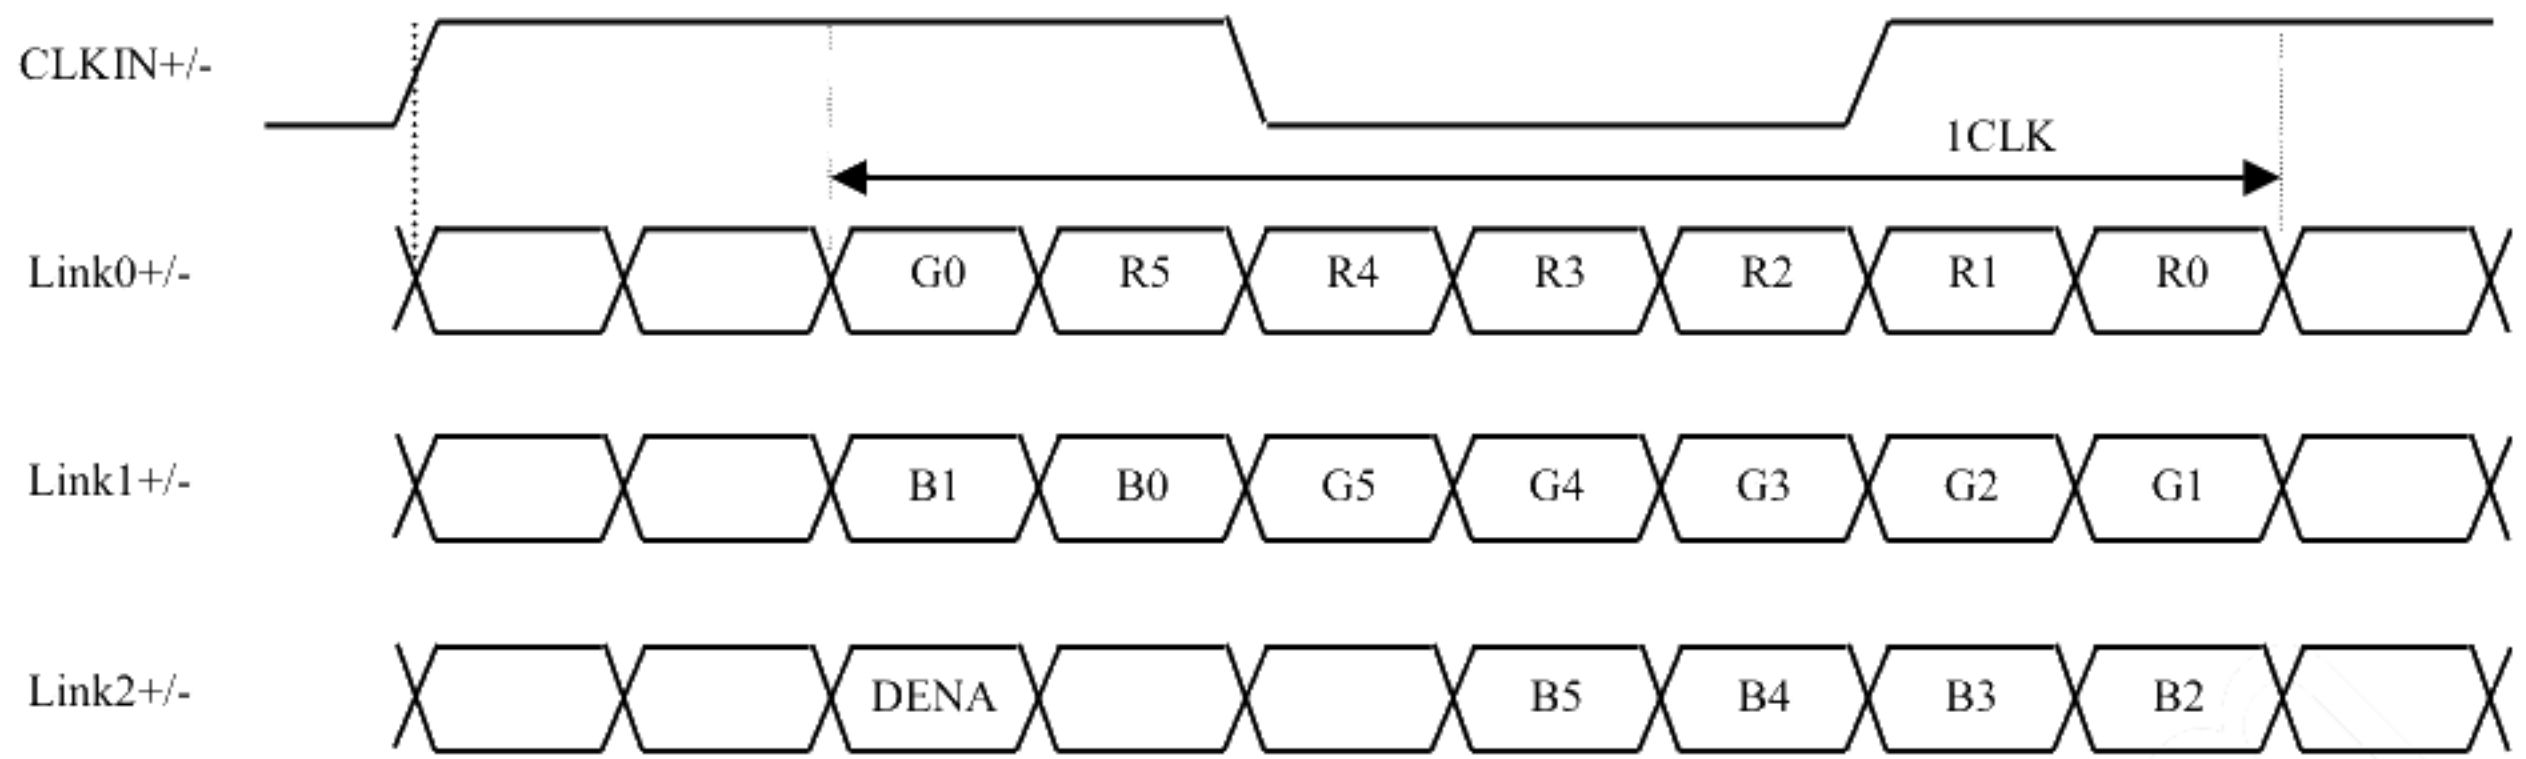 CLKIN+/-
1CLK
Link0+/- G0 R5 R4 R3 R2 R1 R0
Link1+/- B1 B0 G5 G4 G3 G2 G1
Link2+/- DENA B5 B4 B3 B2